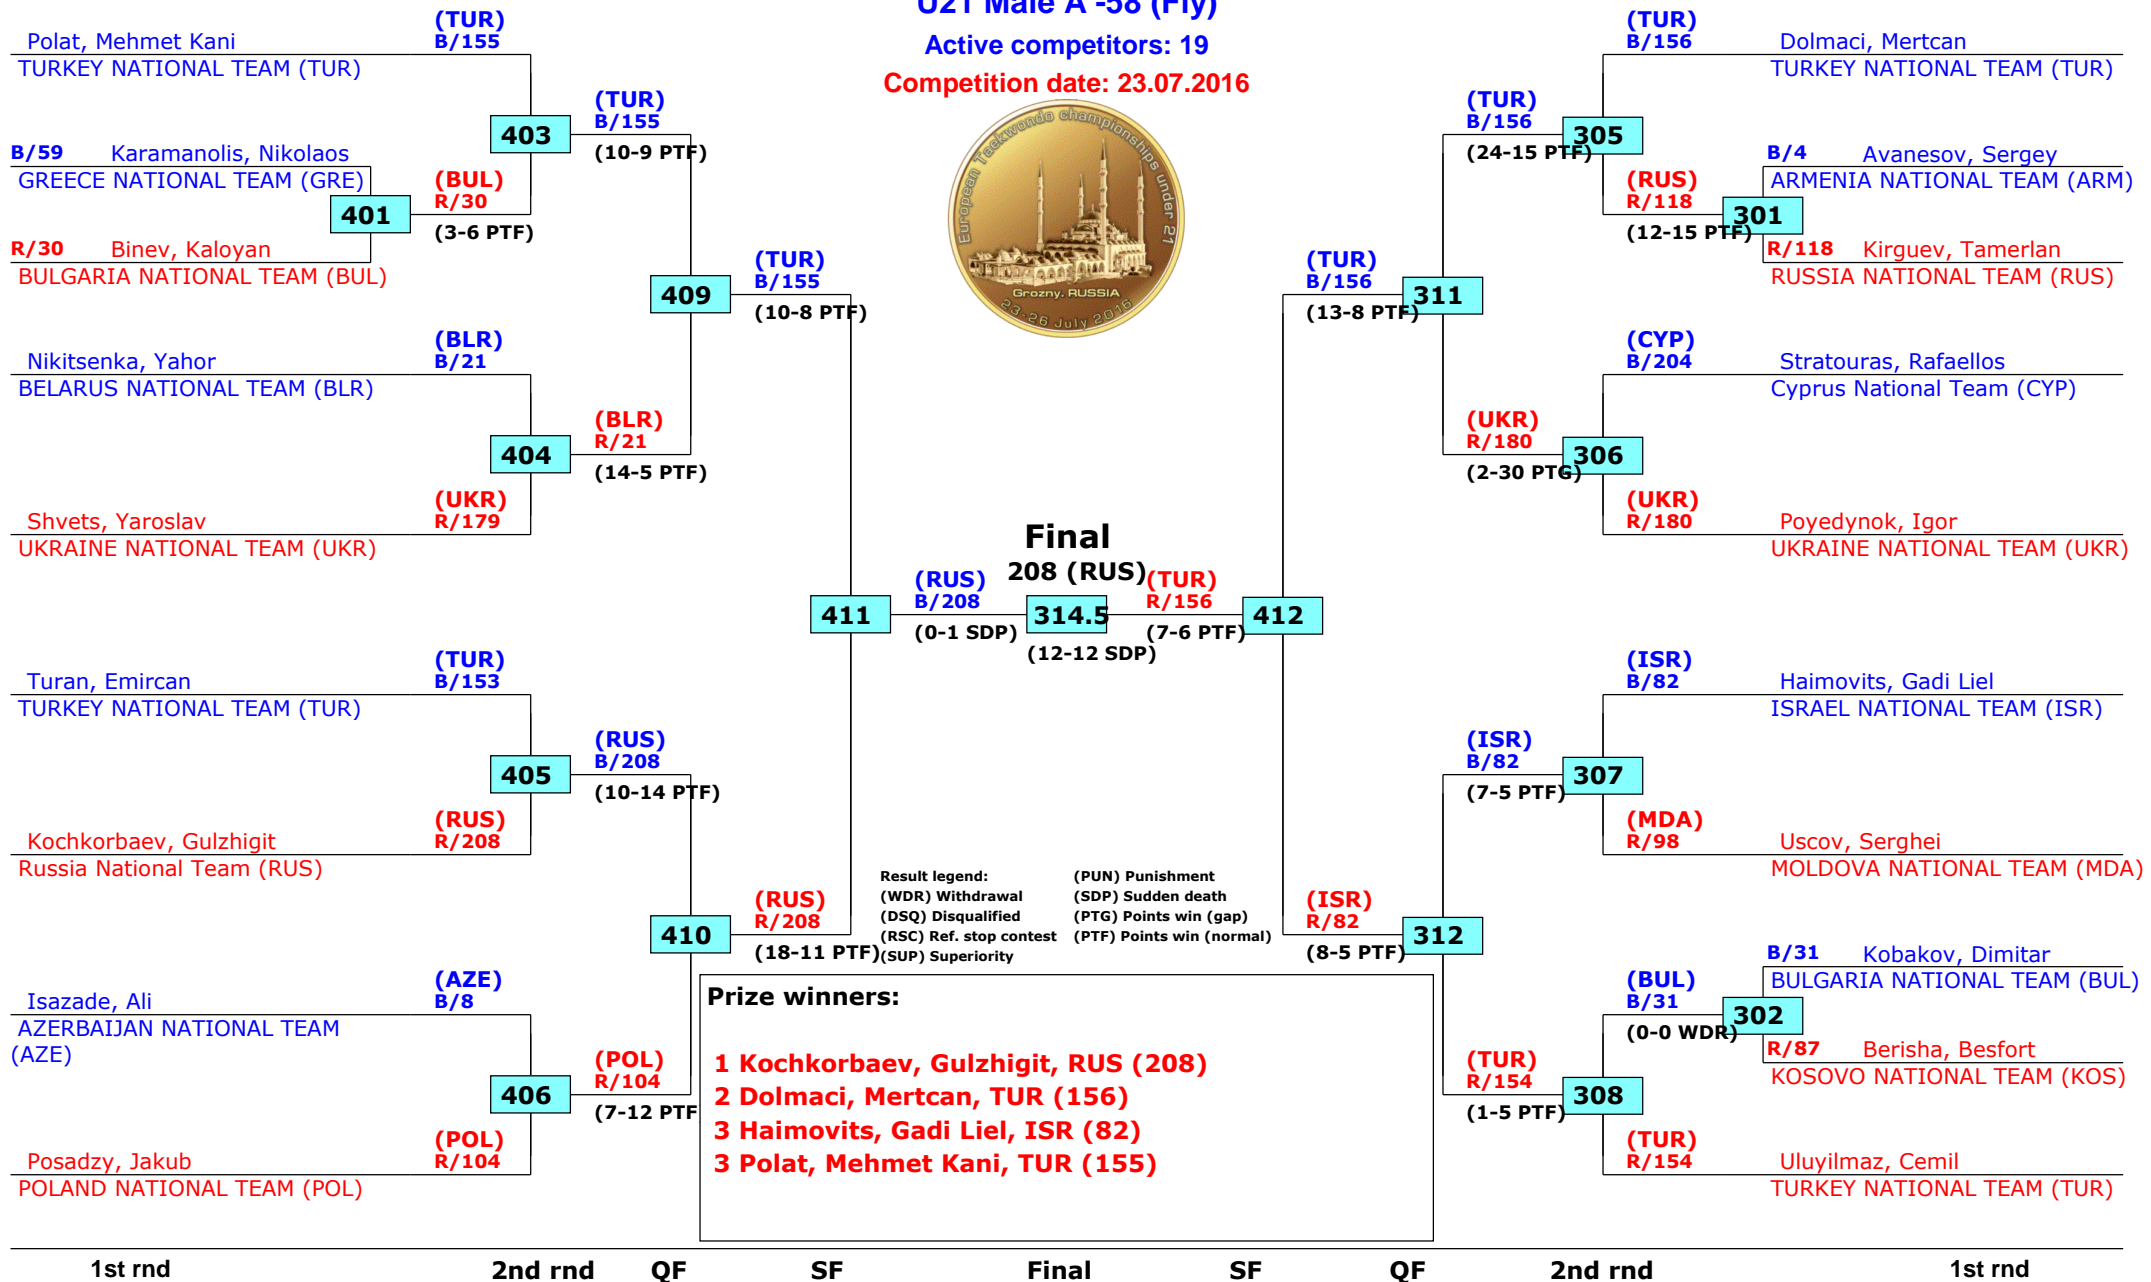 U21 Male A -58 (Fly)
Active competitors: 19
Competition date: 23.07.2016
European Taekwondo championships under 21
Grozny, RUSSIA
23-26 July 2016
(TUR)
Polat, Mehmet Kani B/155
TURKEY NATIONAL TEAM (TUR)
403
(TUR)
B/155
(10-9 PTF)
B/59 Karamanolis, Nikolaos
GREECE NATIONAL TEAM (GRE)
401
(BUL)
R/30
(3-6 PTF)
R/30 Binev, Kaloyan
BULGARIA NATIONAL TEAM (BUL)
409
(TUR)
B/155
(10-8 PTF)
(BLR)
Nikitsenka, Yahor B/21
BELARUS NATIONAL TEAM (BLR)
404
(BLR)
R/21
(14-5 PTF)
(UKR)
Shvets, Yaroslav R/179
UKRAINE NATIONAL TEAM (UKR)
411
(RUS)
B/208
(0-1 SDP)
Final
208 (RUS)
314.5
(12-12 SDP)
(TUR)
R/156
(7-6 PTF)
412
(TUR)
Turan, Emircan B/153
TURKEY NATIONAL TEAM (TUR)
405
(RUS)
B/208
(10-14 PTF)
(RUS)
Kochkorbaev, Gulzhigit R/208
Russia National Team (RUS)
410
(RUS)
R/208
(18-11 PTF)
(AZE)
Isazade, Ali B/8
AZERBAIJAN NATIONAL TEAM
(AZE)
406
(POL)
R/104
(7-12 PTF
(POL)
Posadzy, Jakub R/104
POLAND NATIONAL TEAM (POL)
(TUR)
B/156 Dolmaci, Mertcan
TURKEY NATIONAL TEAM (TUR)
(TUR)
B/156
(24-15 PTF)
305
B/4 Avanesov, Sergey
ARMENIA NATIONAL TEAM (ARM)
(RUS)
R/118
(12-15 PTF)
301
R/118 Kirguev, Tamerlan
RUSSIA NATIONAL TEAM (RUS)
(TUR)
B/156
(13-8 PTF)
311
(CYP)
B/204 Stratouras, Rafaellos
Cyprus National Team (CYP)
(UKR)
R/180
(2-30 PTG)
306
(UKR)
R/180 Poyedynok, Igor
UKRAINE NATIONAL TEAM (UKR)
(ISR)
B/82 Haimovits, Gadi Liel
ISRAEL NATIONAL TEAM (ISR)
(ISR)
B/82
(7-5 PTF)
307
(MDA)
R/98 Uscov, Serghei
MOLDOVA NATIONAL TEAM (MDA)
(ISR)
R/82
(8-5 PTF)
312
B/31 Kobakov, Dimitar
BULGARIA NATIONAL TEAM (BUL)
(BUL)
B/31
(0-0 WDR)
302
R/87 Berisha, Besfort
KOSOVO NATIONAL TEAM (KOS)
(TUR)
R/154
(1-5 PTF)
308
(TUR)
R/154 Uluyilmaz, Cemil
TURKEY NATIONAL TEAM (TUR)
Result legend: (PUN) Punishment
(WDR) Withdrawal (SDP) Sudden death
(DSQ) Disqualified (PTG) Points win (gap)
(RSC) Ref. stop contest (PTF) Points win (normal)
(SUP) Superiority
Prize winners:
1 Kochkorbaev, Gulzhigit, RUS (208)
2 Dolmaci, Mertcan, TUR (156)
3 Haimovits, Gadi Liel, ISR (82)
3 Polat, Mehmet Kani, TUR (155)
1st rnd 2nd rnd QF SF Final SF QF 2nd rnd 1st rnd